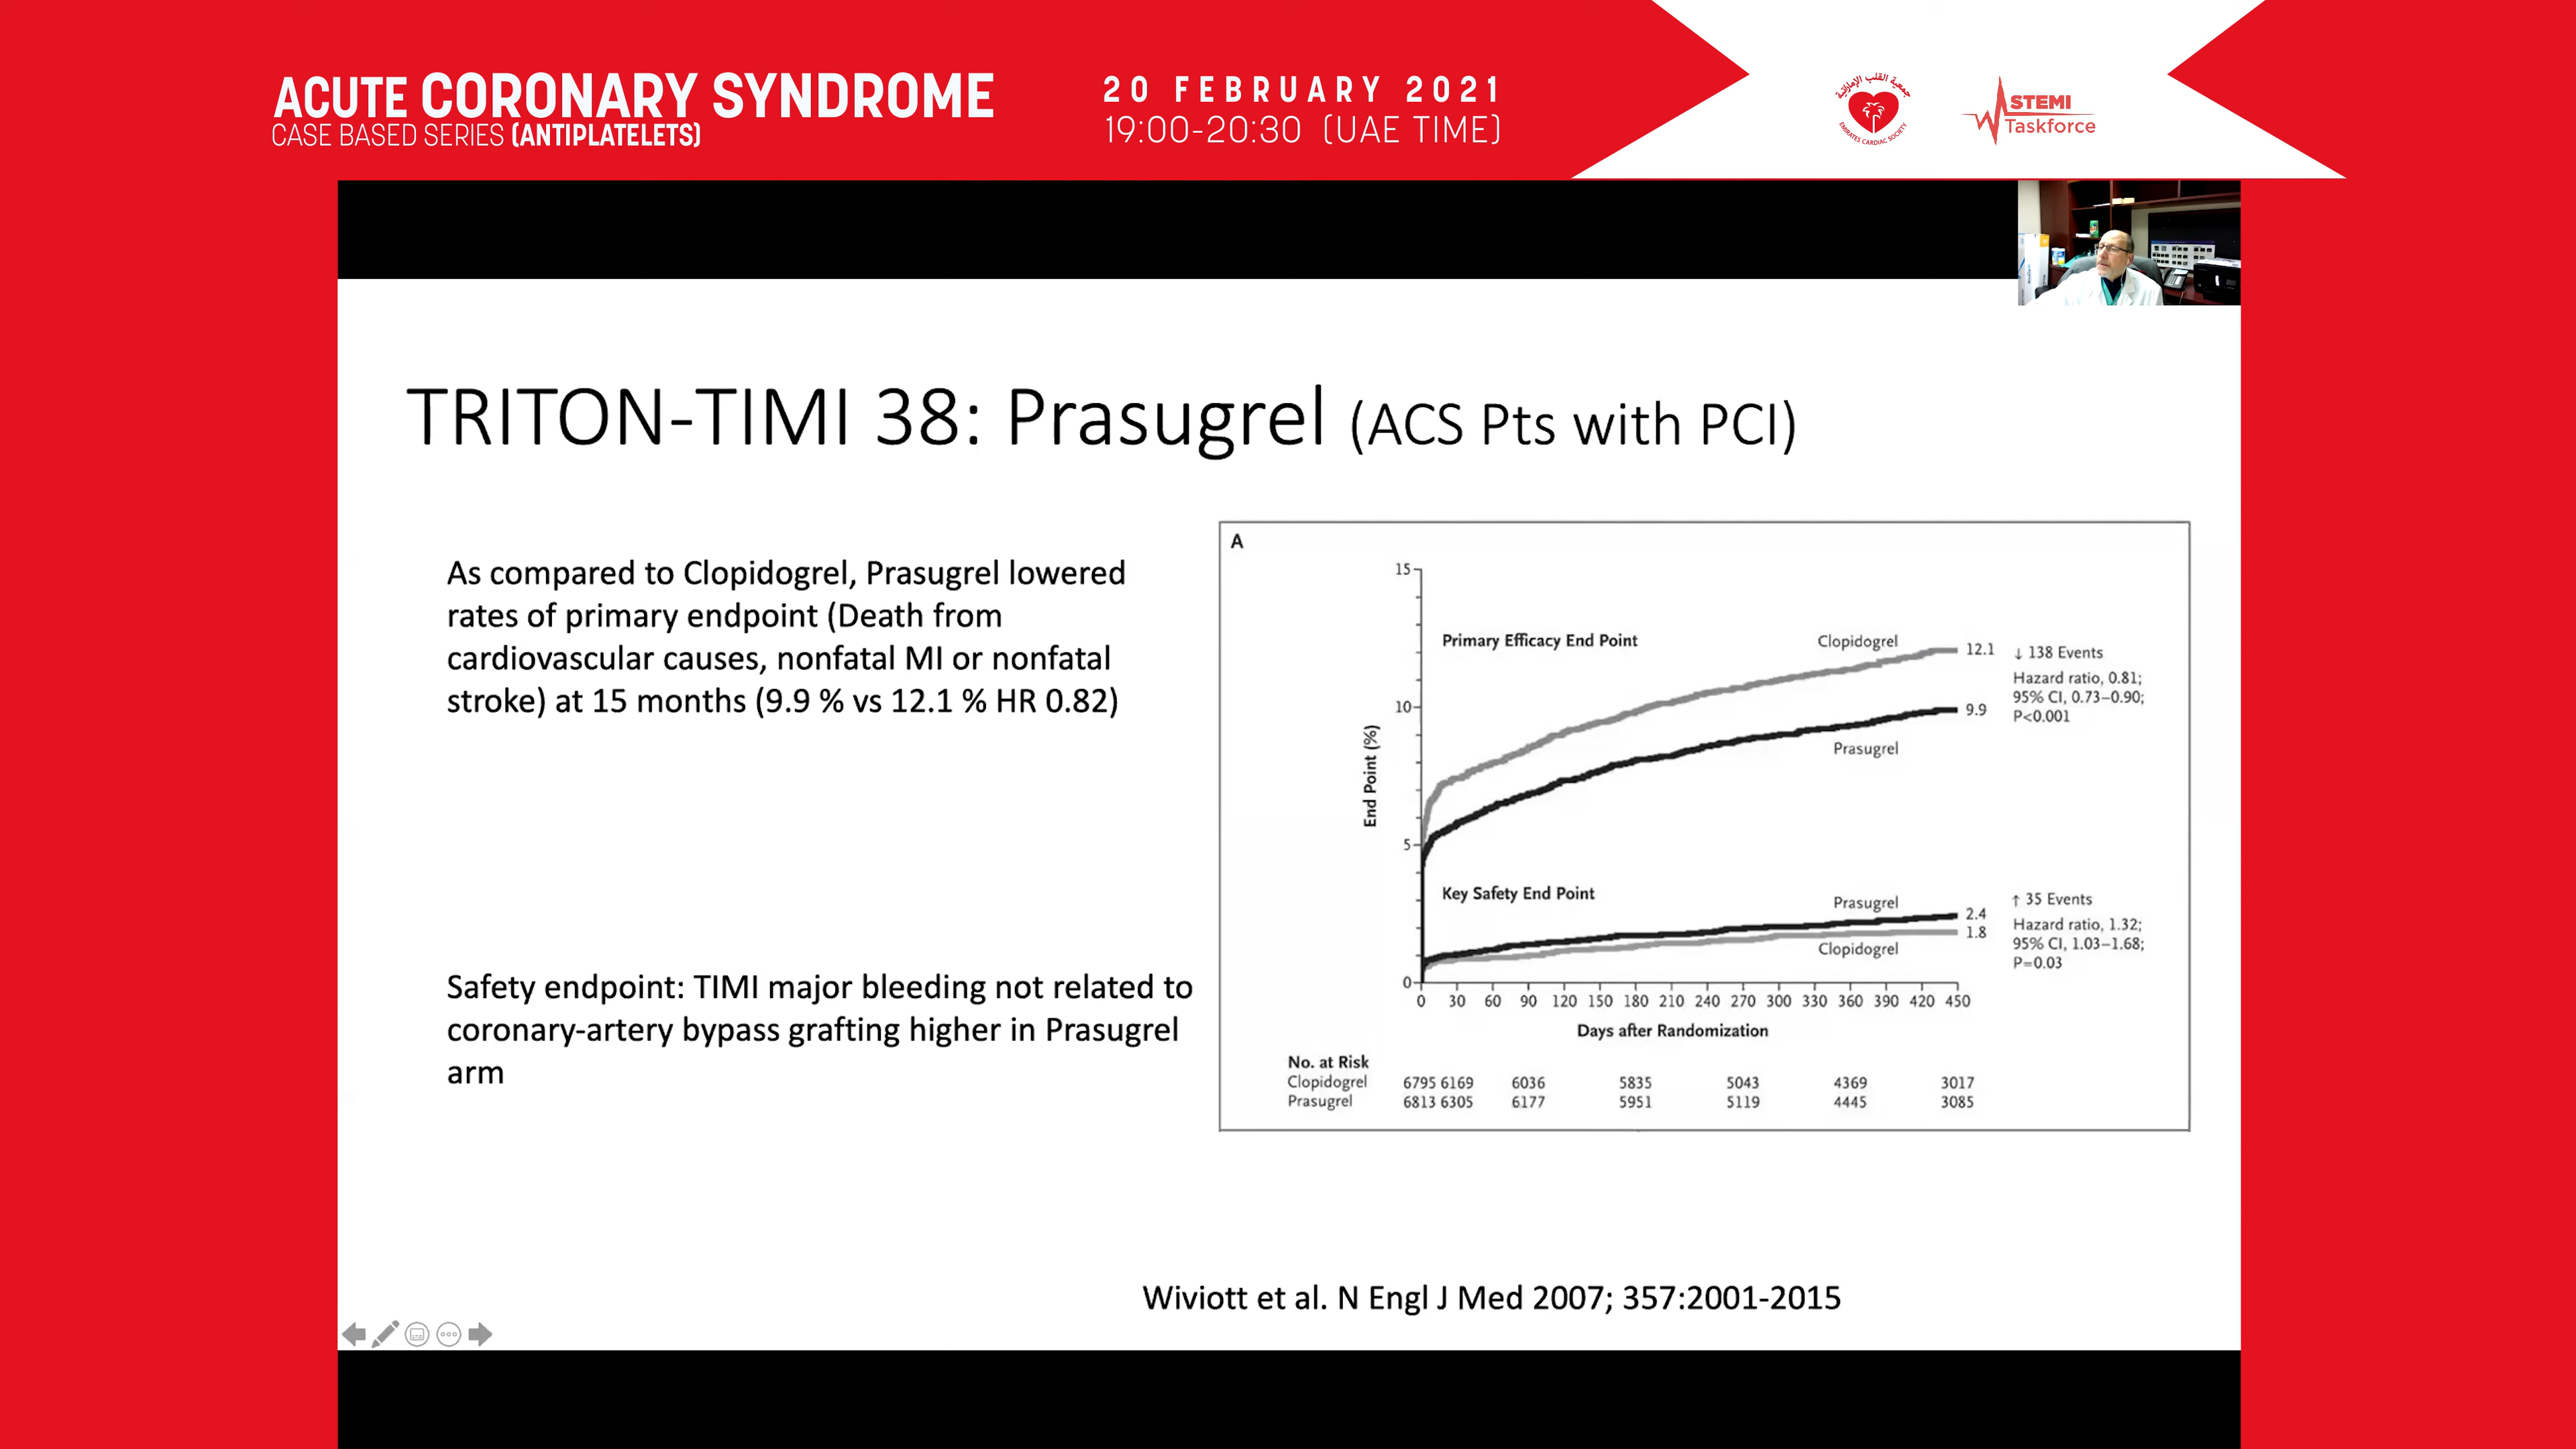 ACUTE CORONARY SYNDROME
CASE BASED SERIES (ANTIPLATELETS)
20 FEBRUARY 2021
19:00-20:30 (UAE TIME)
جمعية القلب الإماراتية
EMIRATES CARDIAC SOCIETY
STEMI
Taskforce
TRITON-TIMI 38: Prasugrel (ACS Pts with PCI)
As compared to Clopidogrel, Prasugrel lowered
rates of primary endpoint (Death from
cardiovascular causes, nonfatal MI or nonfatal
stroke) at 15 months (9.9 % vs 12.1 % HR 0.82)
Safety endpoint: TIMI major bleeding not related to
coronary-artery bypass grafting higher in Prasugrel
arm
A
15
10
5
0
End Point (%)
Primary Efficacy End Point
Clopidogrel
12.1
↓ 138 Events
Hazard ratio, 0.81;
95% CI, 0.73–0.90;
P<0.001
9.9
Prasugrel
Key Safety End Point
Prasugrel
2.4
1.8
Clopidogrel
↑ 35 Events
Hazard ratio, 1.32;
95% CI, 1.03–1.68;
P=0.03
0 30 60 90 120 150 180 210 240 270 300 330 360 390 420 450
Days after Randomization
No. at Risk
Clopidogrel 6795 6169 6036 5835 5043 4369 3017
Prasugrel 6813 6305 6177 5951 5119 4445 3085
Wiviott et al. N Engl J Med 2007; 357:2001-2015